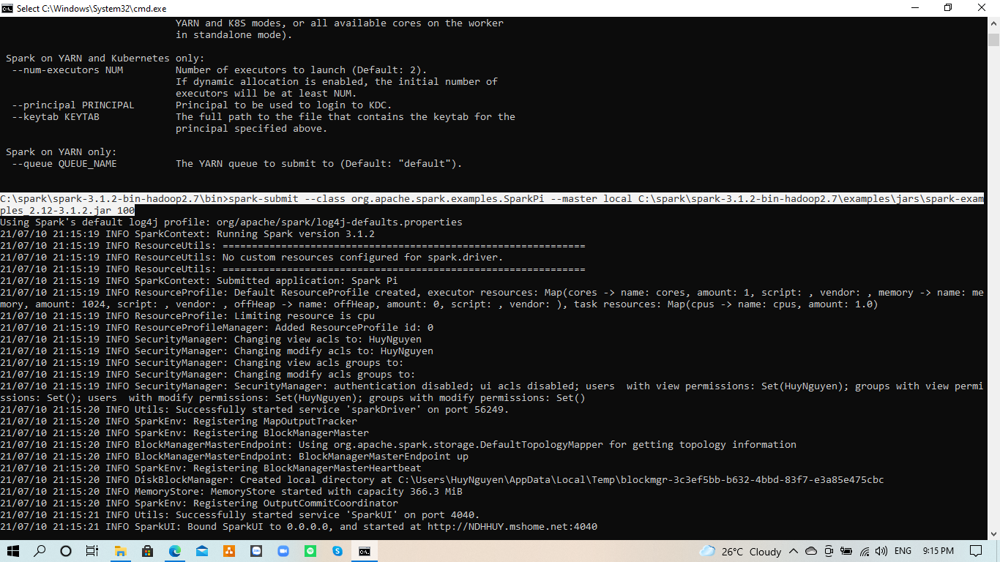 Select C:\Windows\System32\cmd.exe
YARN and K8S modes, or all available cores on the worker
in standalone mode).
Spark on YARN and Kubernetes only:
--num-executors NUM Number of executors to launch (Default: 2).
If dynamic allocation is enabled, the initial number of
executors will be at least NUM.
--principal PRINCIPAL Principal to be used to login to KDC.
--keytab KEYTAB The full path to the file that contains the keytab for the
principal specified above.
Spark on YARN only:
--queue QUEUE_NAME The YARN queue to submit to (Default: "default").
C:\spark\spark-3.1.2-bin-hadoop2.7\bin>spark-submit --class org.apache.spark.examples.SparkPi --master local C:\spark\spark-3.1.2-bin-hadoop2.7\examples\jars\spark-exam
ples_2.12-3.1.2.jar 100
Using Spark's default log4j profile: org/apache/spark/log4j-defaults.properties
21/07/10 21:15:19 INFO SparkContext: Running Spark version 3.1.2
21/07/10 21:15:19 INFO ResourceUtils: ==============================================================
21/07/10 21:15:19 INFO ResourceUtils: No custom resources configured for spark.driver.
21/07/10 21:15:19 INFO ResourceUtils: ==============================================================
21/07/10 21:15:19 INFO SparkContext: Submitted application: Spark Pi
21/07/10 21:15:19 INFO ResourceProfile: Default ResourceProfile created, executor resources: Map(cores -> name: cores, amount: 1, script: , vendor: , memory -> name: me
mory, amount: 1024, script: , vendor: , offHeap -> name: offHeap, amount: 0, script: , vendor: ), task resources: Map(cpus -> name: cpus, amount: 1.0)
21/07/10 21:15:19 INFO ResourceProfile: Limiting resource is cpu
21/07/10 21:15:19 INFO ResourceProfileManager: Added ResourceProfile id: 0
21/07/10 21:15:19 INFO SecurityManager: Changing view acls to: HuyNguyen
21/07/10 21:15:19 INFO SecurityManager: Changing modify acls to: HuyNguyen
21/07/10 21:15:19 INFO SecurityManager: Changing view acls groups to:
21/07/10 21:15:19 INFO SecurityManager: Changing modify acls groups to:
21/07/10 21:15:19 INFO SecurityManager: SecurityManager: authentication disabled; ui acls disabled; users  with view permissions: Set(HuyNguyen); groups with view permi
ssions: Set(); users  with modify permissions: Set(HuyNguyen); groups with modify permissions: Set()
21/07/10 21:15:20 INFO Utils: Successfully started service 'sparkDriver' on port 56249.
21/07/10 21:15:20 INFO SparkEnv: Registering MapOutputTracker
21/07/10 21:15:20 INFO SparkEnv: Registering BlockManagerMaster
21/07/10 21:15:20 INFO BlockManagerMasterEndpoint: Using org.apache.spark.storage.DefaultTopologyMapper for getting topology information
21/07/10 21:15:20 INFO BlockManagerMasterEndpoint: BlockManagerMasterEndpoint up
21/07/10 21:15:20 INFO SparkEnv: Registering BlockManagerMasterHeartbeat
21/07/10 21:15:20 INFO DiskBlockManager: Created local directory at C:\Users\HuyNguyen\AppData\Local\Temp\blockmgr-3c3ef5bb-b632-4bbd-83f7-e3a85e475cbc
21/07/10 21:15:20 INFO MemoryStore: MemoryStore started with capacity 366.3 MiB
21/07/10 21:15:20 INFO SparkEnv: Registering OutputCommitCoordinator
21/07/10 21:15:21 INFO Utils: Successfully started service 'SparkUI' on port 4040.
21/07/10 21:15:21 INFO SparkUI: Bound SparkUI to 0.0.0.0, and started at http://NDHHUY.mshome.net:4040
26°C Cloudy ENG 9:15 PM